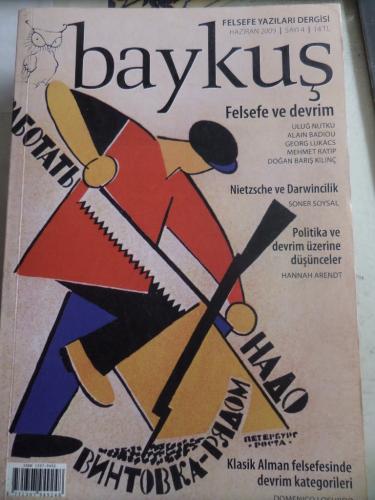 FELSEFE YAZILARI DERGİSİ
HAZİRAN 2009 | SAYI 4 | 14 TL
baykuş
Felsefe ve devrim
ULUĞ NUTKU
ALAIN BADIOU
GEORG LUKACS
MEHMET RATIP
DOĞAN BARIŞ KILINÇ
Nietzsche ve Darwincilik
SONER SOYSAL
Politika ve
devrim üzerine
düşünceler
HANNAH ARENDT
Klasik Alman felsefesinde
devrim kategorileri
РАБОТАТЬ
НАДО
ВИНТОВКА
РЯДОМ
ПЕТЕРБУРГ
РОСТА